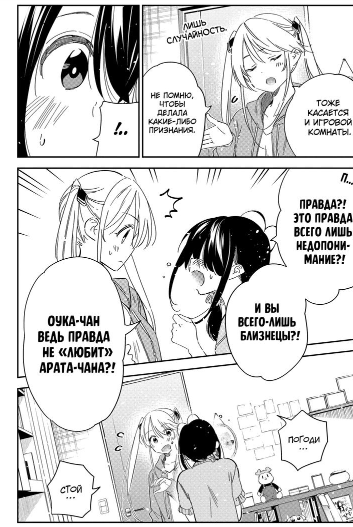 ЛИШЬ
СЛУЧАЙНОСТЬ.
ТОЖЕ
КАСАЕТСЯ
И ИГРОВОЙ
КОМНАТЫ.
НЕ ПОМНЮ,
ЧТОБЫ
ДЕЛАЛА
КАКИЕ-ЛИБО
ПРИЗНАНИЯ.
!..
П...
ПРАВДА?!
ЭТО ПРАВДА
ВСЕГО ЛИШЬ
НЕДОПОНИ-
МАНИЕ?!
И ВЫ
ВСЕГО-ЛИШЬ
БЛИЗНЕЦЫ?!
ОУКА-ЧАН
ВЕДЬ ПРАВДА
НЕ «ЛЮБИТ»
АРАТА-ЧАНА?!
ПОГОДИ
...
СТОЙ
...